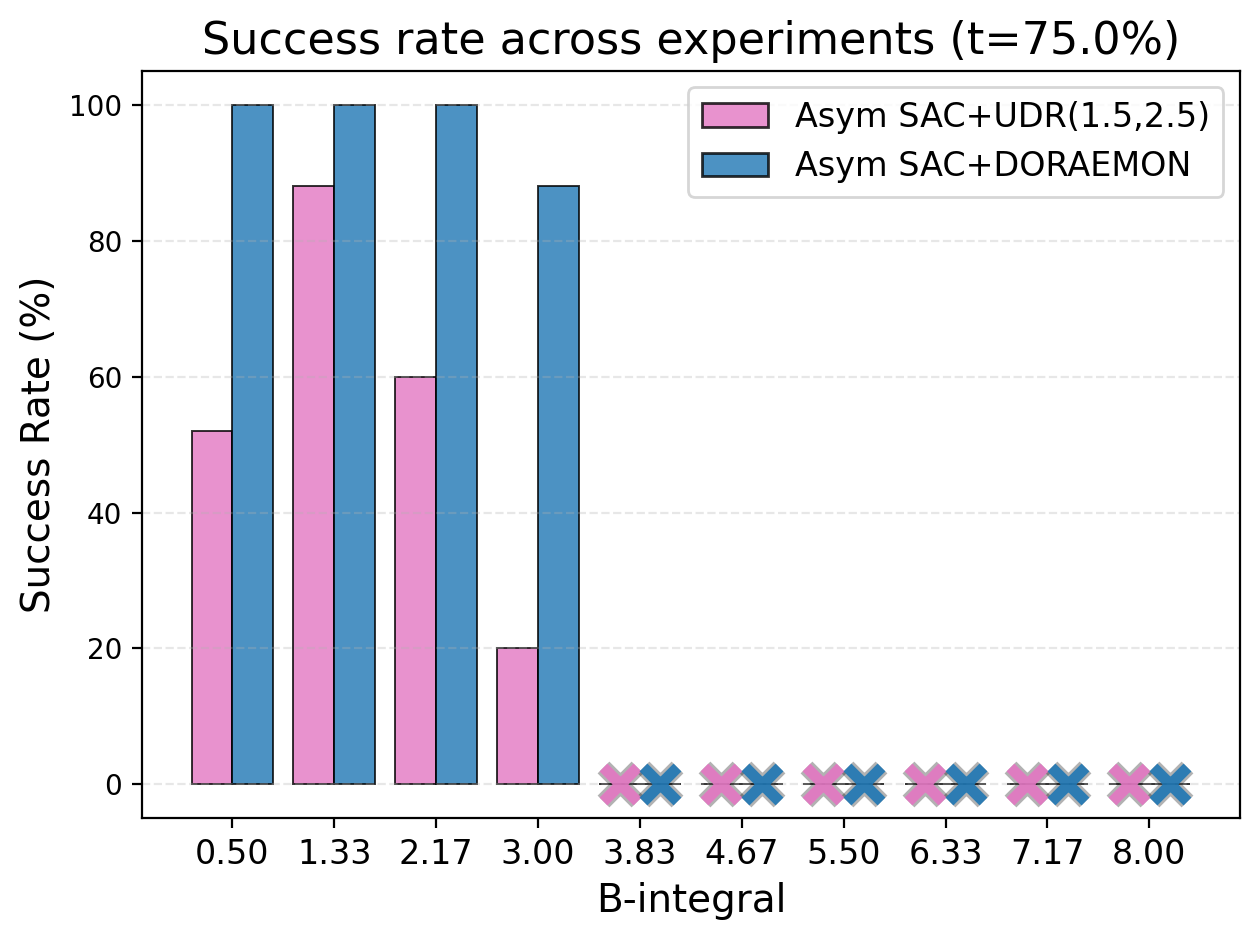 Success rate across experiments (t=75.0%)
Asym SAC+UDR(1.5,2.5)
Asym SAC+DORAEMON
Success Rate (%)
100
80
60
40
20
0
0.50 1.33 2.17 3.00 3.83 4.67 5.50 6.33 7.17 8.00
B-integral